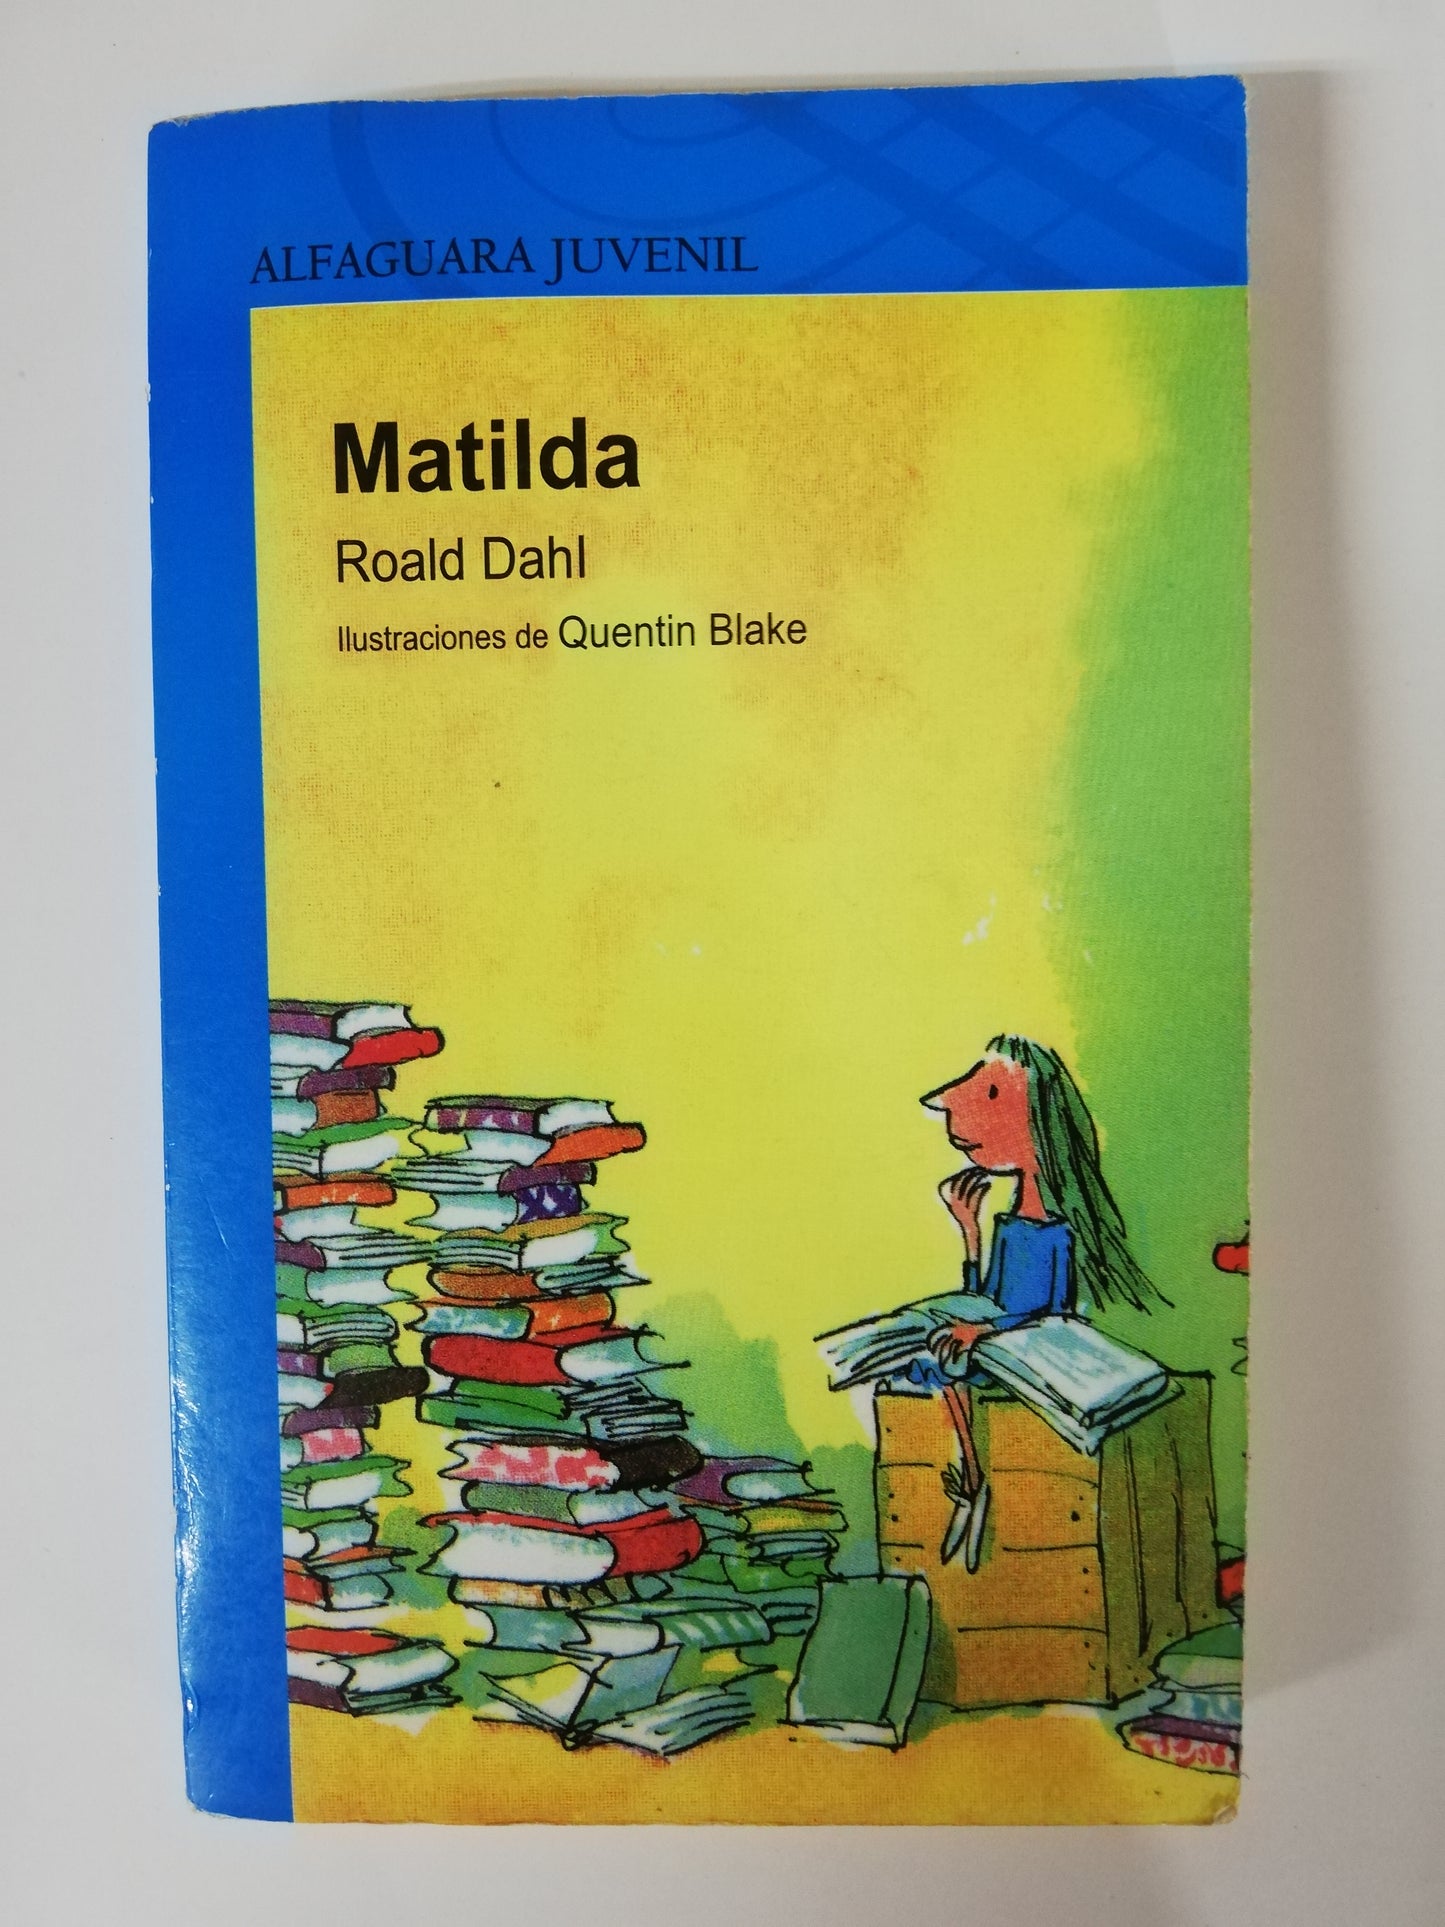 ALFAGUARA JUVENIL
Matilda
Roald Dahl
Ilustraciones de Quentin Blake